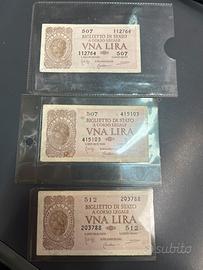 507
112764
BIGLIETTO DI STATO
A CORSO LEGALE
VNA LIRA
112764
507
507
415103
BIGLIETTO DI STATO
A CORSO LEGALE
VNA LIRA
415103
507
512
203788
BIGLIETTO DI STATO
A CORSO LEGALE
VNA LIRA
203788
512
subito